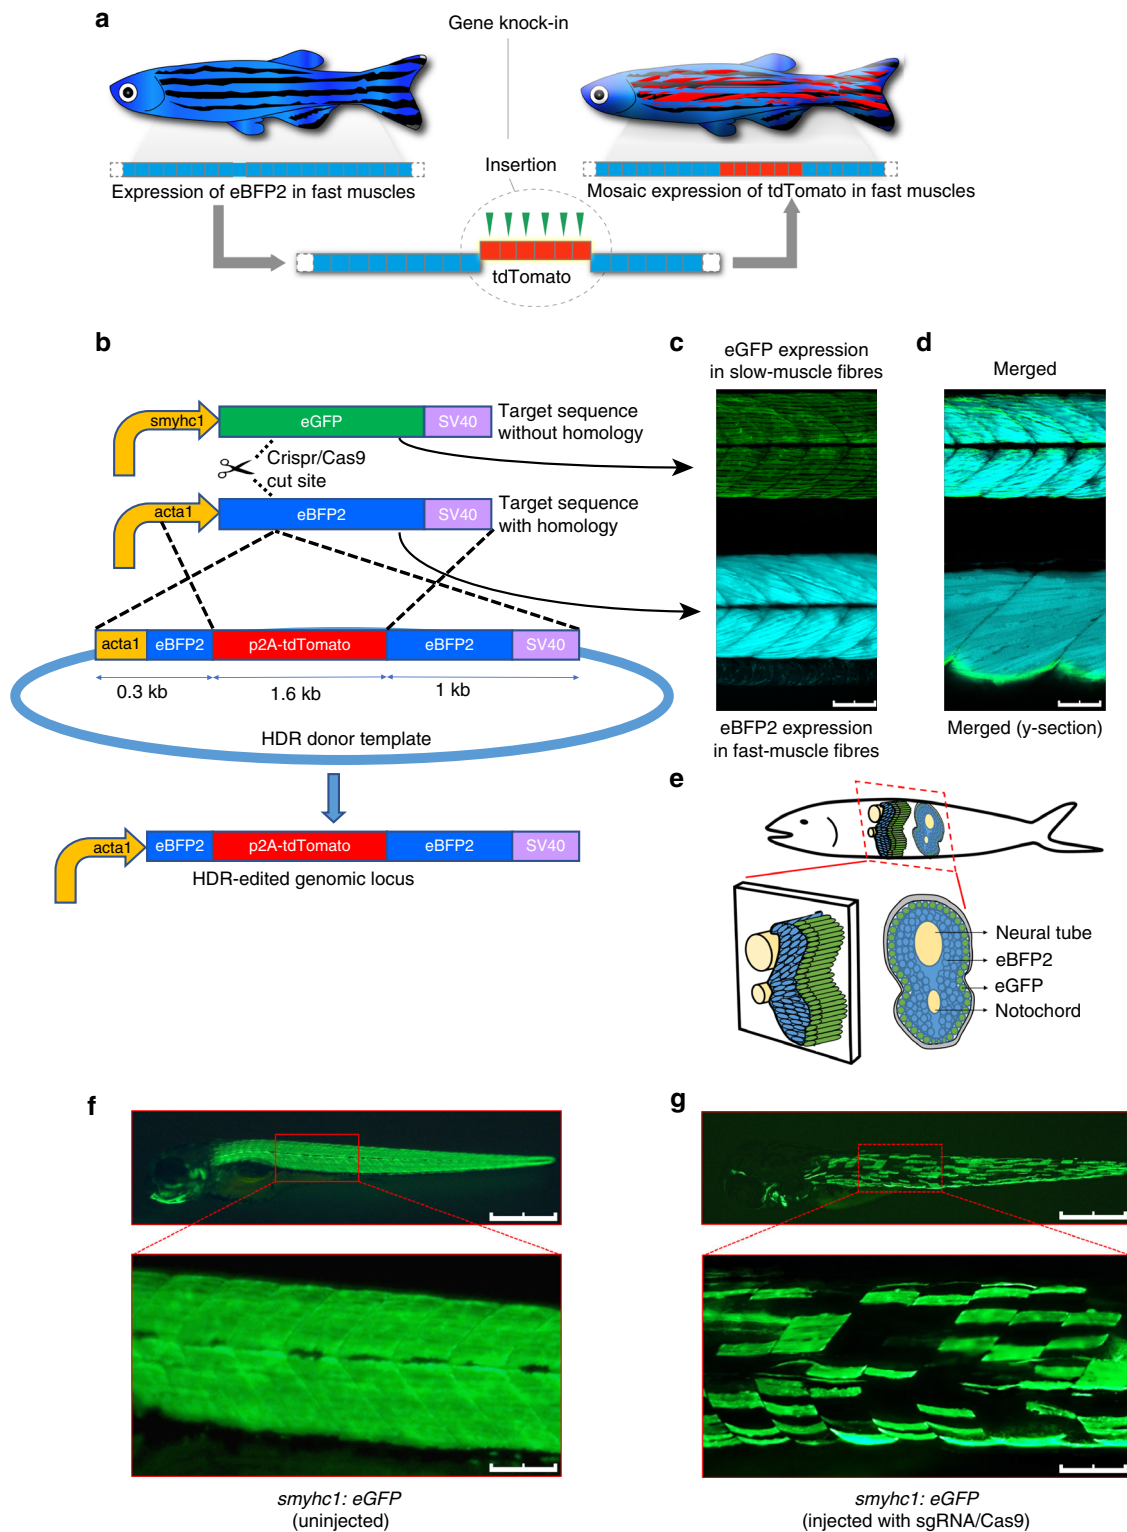 a
Gene knock-in
Insertion
Expression of eBFP2 in fast muscles
Mosaic expression of tdTomato in fast muscles
tdTomato
b
smyhc1
eGFP
SV40
Target sequence
without homology
Crispr/Cas9
cut site
acta1
eBFP2
SV40
Target sequence
with homology
acta1
eBFP2
p2A-tdTomato
eBFP2
SV40
0.3 kb
1.6 kb
1 kb
HDR donor template
acta1
eBFP2
p2A-tdTomato
eBFP2
SV40
HDR-edited genomic locus
c
eGFP expression
in slow-muscle fibres
eBFP2 expression
in fast-muscle fibres
d
Merged
Merged (y-section)
e
Neural tube
eBFP2
eGFP
Notochord
f
smyhc1: eGFP
(uninjected)
g
smyhc1: eGFP
(injected with sgRNA/Cas9)